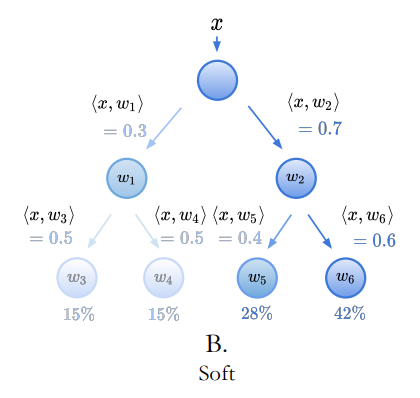 x
⟨x, w₁⟩ ⟨x, w₂⟩
= 0.3 = 0.7
w₁ w₂
⟨x, w₃⟩ ⟨x, w₄⟩ ⟨x, w₅⟩ ⟨x, w₆⟩
= 0.5 = 0.5 = 0.4 = 0.6
w₃ w₄ w₅ w₆
15% 15% 28% 42%
B.
Soft